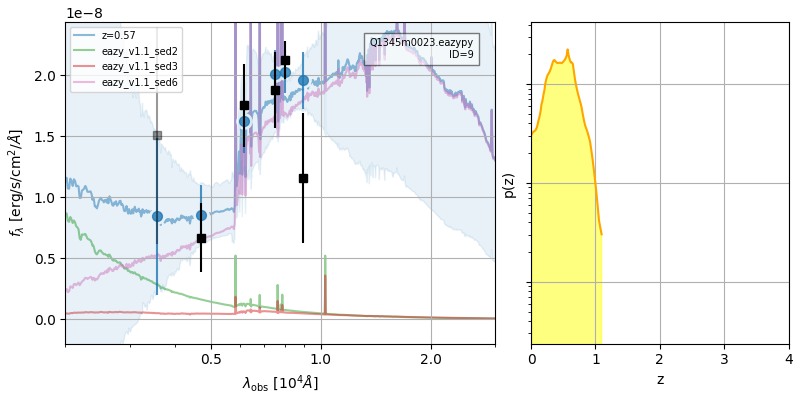 1e−8
z=0.57
eazy_v1.1_sed2
eazy_v1.1_sed3
eazy_v1.1_sed6
Q1345m0023.eazypy
ID=9
2.0
1.5
1.0
0.5
0.0
f_λ [erg/s/cm²/Å]
0.5 1.0 2.0
λ_obs [10⁴Å]
p(z)
0 1 2 3 4
z